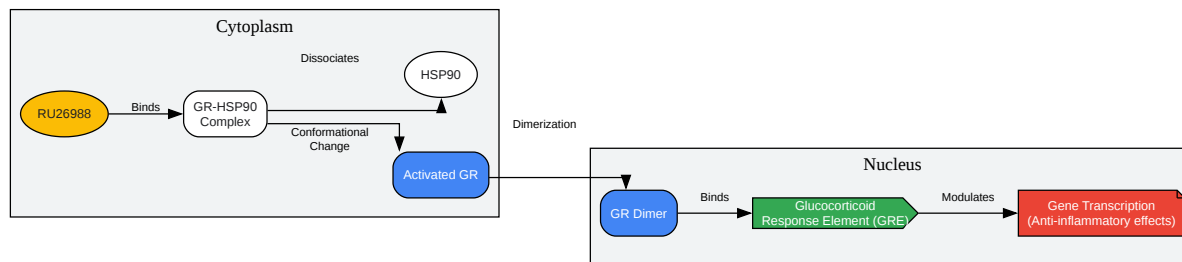 Cytoplasm
Dissociates
HSP90
RU26988
Binds
GR-HSP90
Complex
Conformational
Change
Activated GR
Dimerization
Nucleus
GR Dimer
Binds
Glucocorticoid
Response Element (GRE)
Modulates
Gene Transcription
(Anti-inflammatory effects)